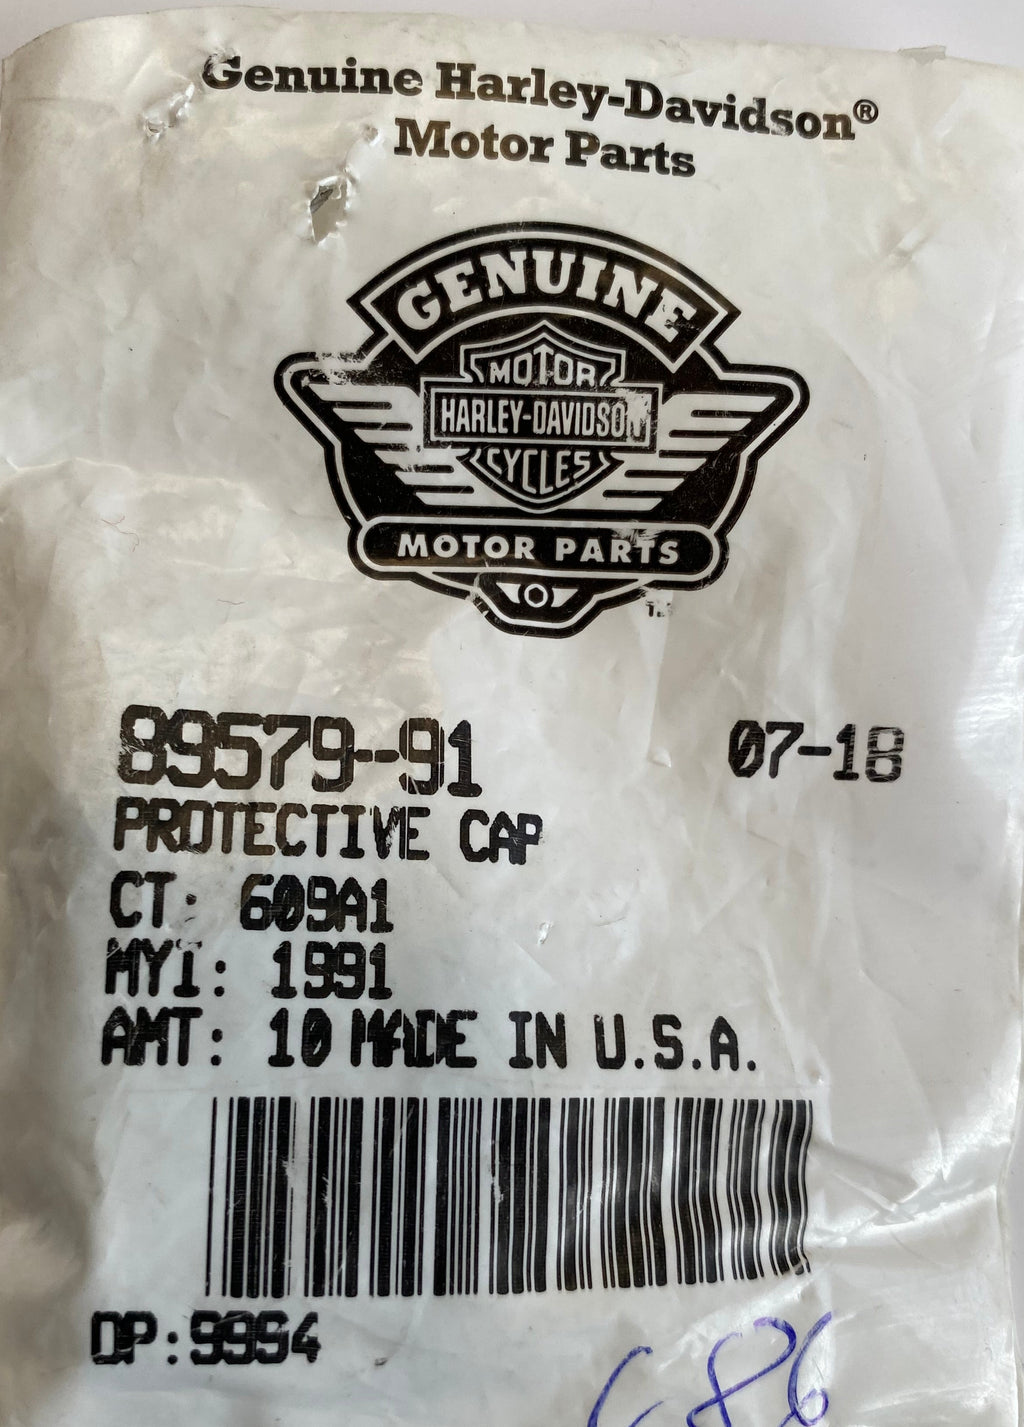 Genuine Harley-Davidson®
Motor Parts
GENUINE
MOTOR
HARLEY-DAVIDSON
CYCLES
MOTOR PARTS
89579-91
07-18
PROTECTIVE CAP
CT: 609A1
MYI: 1991
AMT: 10 MADE IN U.S.A.
DP:9994
686